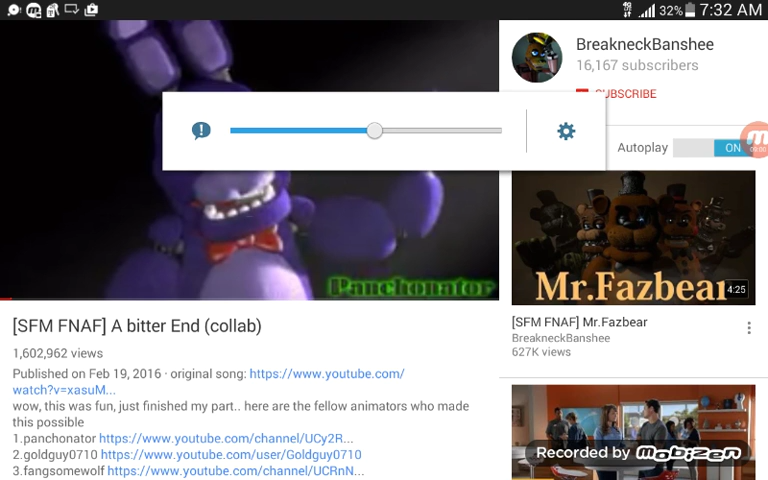 32% 7:32 AM
BreakneckBanshee
16,167 subscribers
SUBSCRIBE
Autoplay
ON
00:00
Panchonator
Mr.Fazbear
4:25
[SFM FNAF] A bitter End (collab)
1,602,962 views
Published on Feb 19, 2016 · original song: https://www.youtube.com/
watch?v=xasuM...
wow, this was fun, just finished my part.. here are the fellow animators who made
this possible
1.panchonator https://www.youtube.com/channel/UCy2R...
2.goldguy0710 https://www.youtube.com/user/Goldguy0710
3.fangsomewolf https://www.youtube.com/channel/UCRnN...
[SFM FNAF] Mr.Fazbear
BreakneckBanshee
627K views
Recorded by mobizen